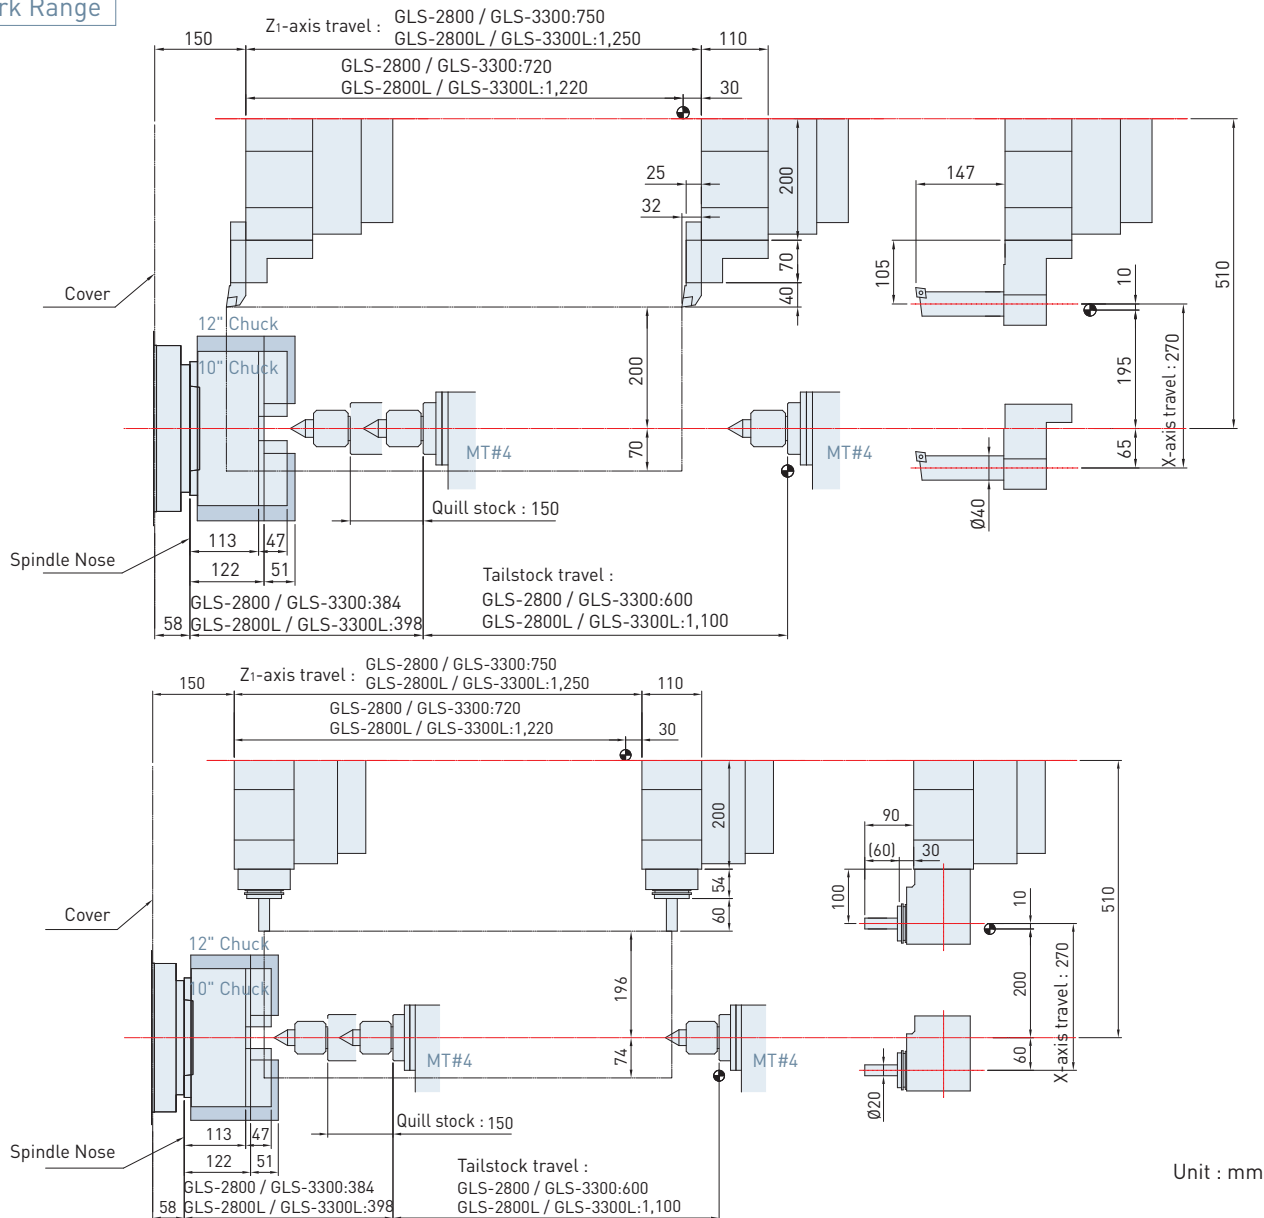 rk Range
Z1-axis travel :
GLS-2800 / GLS-3300:750
GLS-2800L / GLS-3300L:1,250
150
110
GLS-2800 / GLS-3300:720
GLS-2800L / GLS-3300L:1,220
30
25
32
200
70
40
147
105
10
510
Cover
12" Chuck
10" Chuck
200
70
MT#4
MT#4
195
65
X-axis travel : 270
Ø40
Quill stock : 150
Spindle Nose
113
47
122
51
58
GLS-2800 / GLS-3300:384
GLS-2800L / GLS-3300L:398
Tailstock travel :
GLS-2800 / GLS-3300:600
GLS-2800L / GLS-3300L:1,100
Z1-axis travel :
GLS-2800 / GLS-3300:750
GLS-2800L / GLS-3300L:1,250
150
110
GLS-2800 / GLS-3300:720
GLS-2800L / GLS-3300L:1,220
30
200
54
60
90
(60)
30
100
10
510
Cover
12" Chuck
10" Chuck
196
74
MT#4
MT#4
200
60
X-axis travel : 270
Ø20
Quill stock : 150
Spindle Nose
113
47
122
51
58
GLS-2800 / GLS-3300:384
GLS-2800L / GLS-3300L:398
Tailstock travel :
GLS-2800 / GLS-3300:600
GLS-2800L / GLS-3300L:1,100
Unit : mm